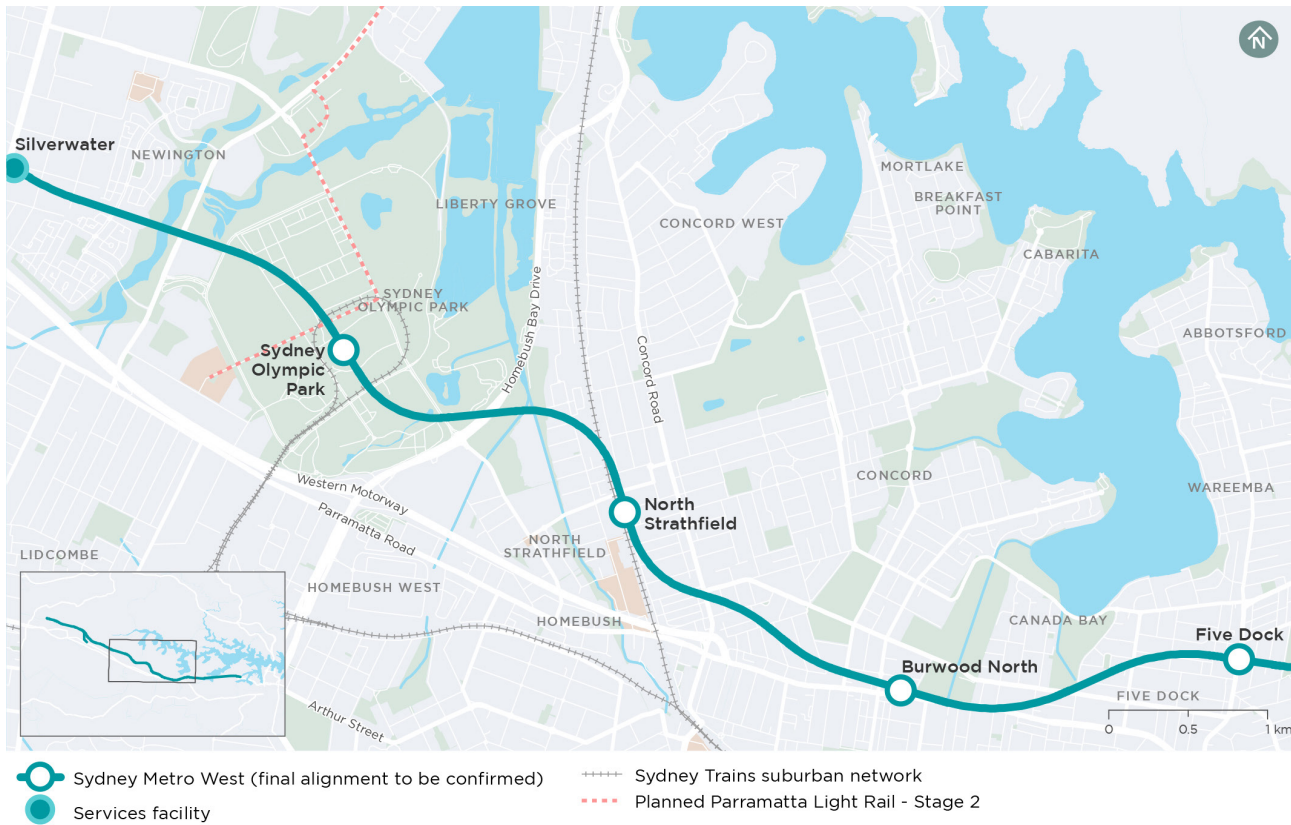 N
Silverwater
NEWINGTON
MORTLAKE
BREAKFAST
POINT
LIBERTY GROVE
CONCORD WEST
CABARITA
SYDNEY
OLYMPIC PARK
ABBOTSFORD
Homebush Bay Drive
Sydney
Olympic
Park
Concord Road
CONCORD
WAREEMBA
Western Motorway
North
Strathfield
Parramatta Road
NORTH
STRATHFIELD
LIDCOMBE
HOMEBUSH WEST
HOMEBUSH
CANADA BAY
Five Dock
Burwood North
FIVE DOCK
Arthur Street
0 0.5 1 km
Sydney Metro West (final alignment to be confirmed)
Services facility
Sydney Trains suburban network
Planned Parramatta Light Rail - Stage 2